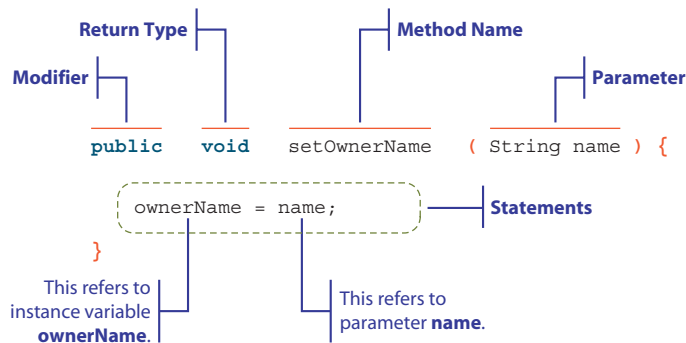 Return Type
Method Name
Modifier
Parameter
public void setOwnerName ( String name ) {
ownerName = name;
Statements
}
This refers to
instance variable
ownerName.
This refers to
parameter name.